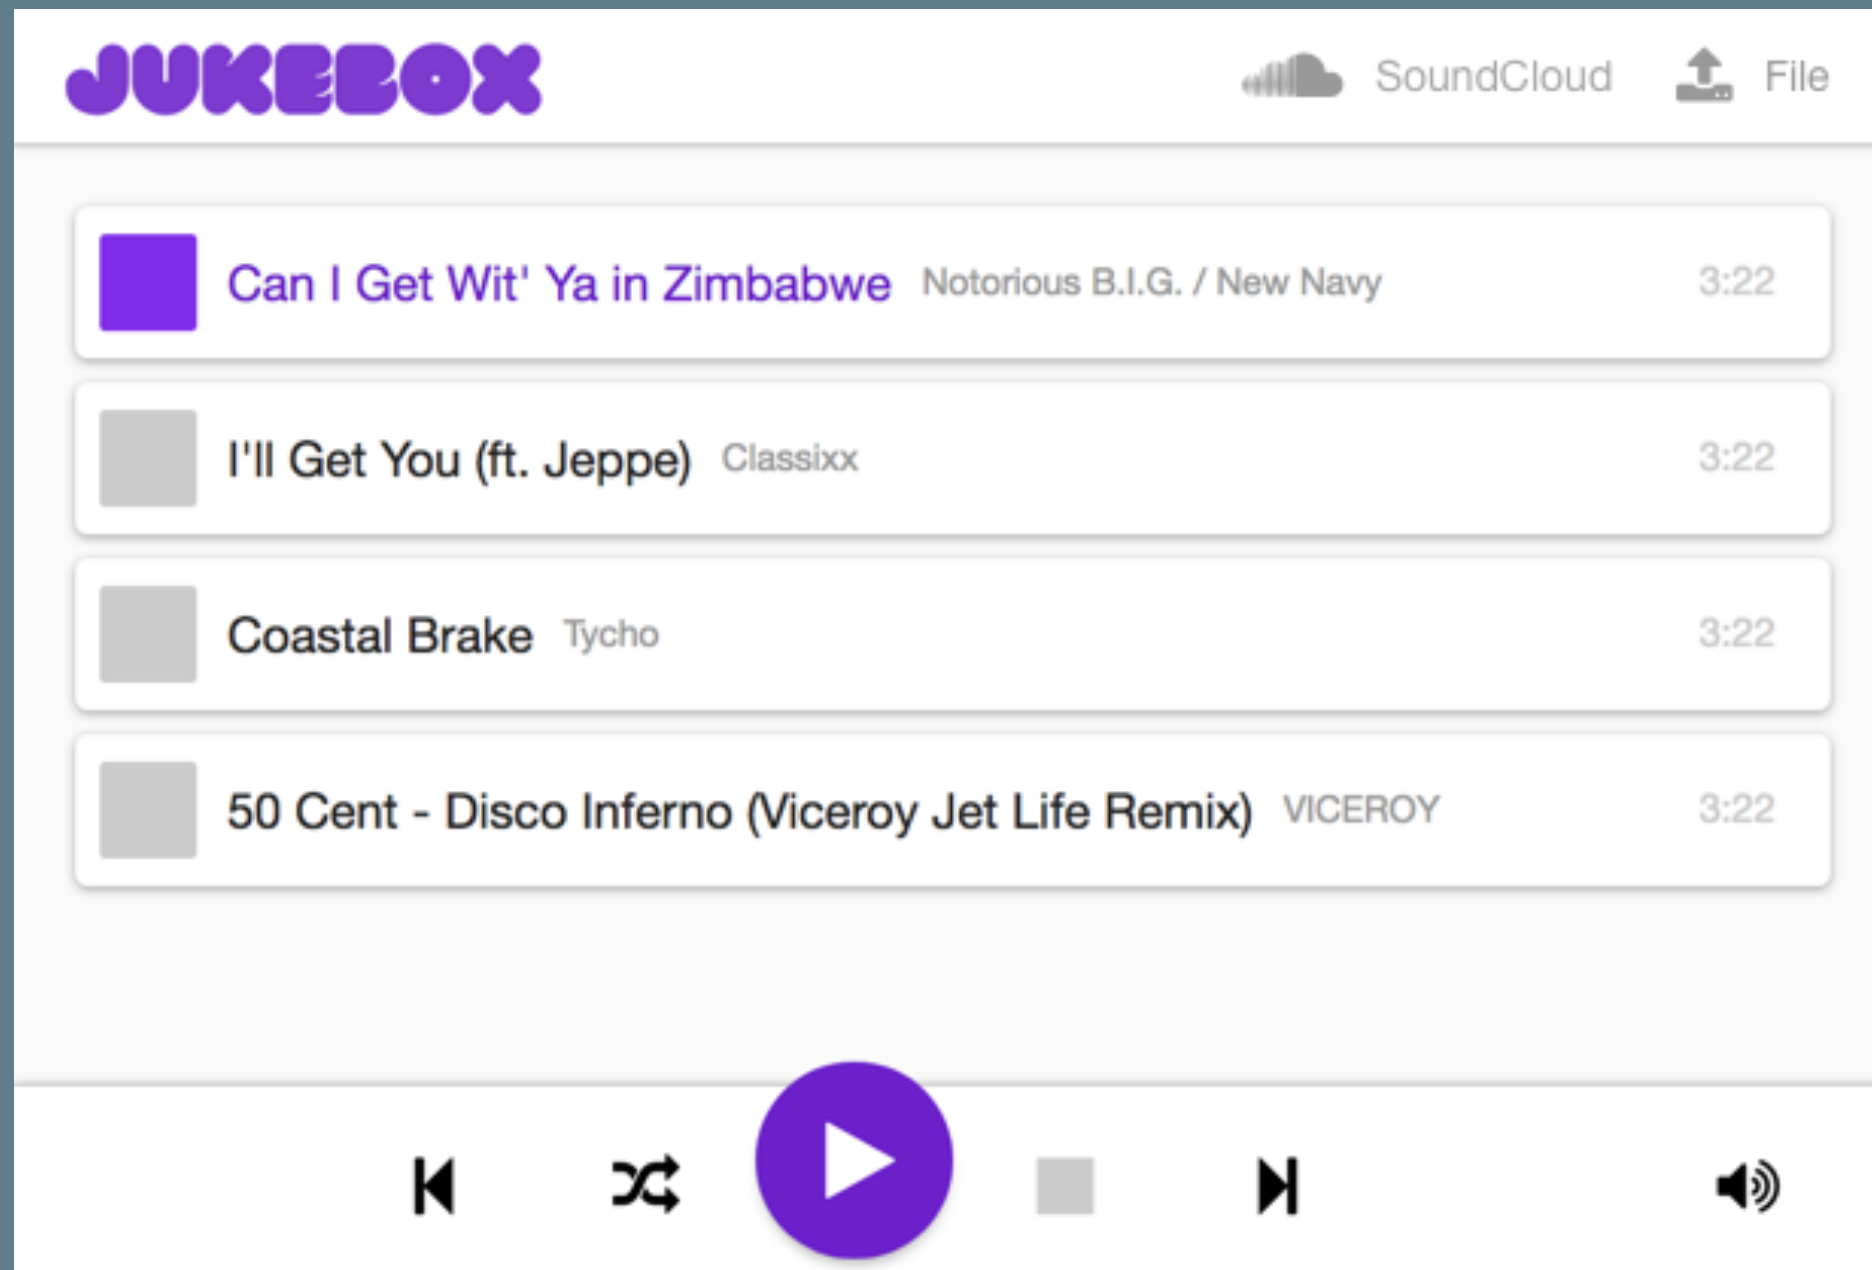 JUKEBOX SoundCloud File
Can I Get Wit' Ya in Zimbabwe Notorious B.I.G. / New Navy 3:22
I'll Get You (ft. Jeppe) Classixx 3:22
Coastal Brake Tycho 3:22
50 Cent - Disco Inferno (Viceroy Jet Life Remix) VICEROY 3:22